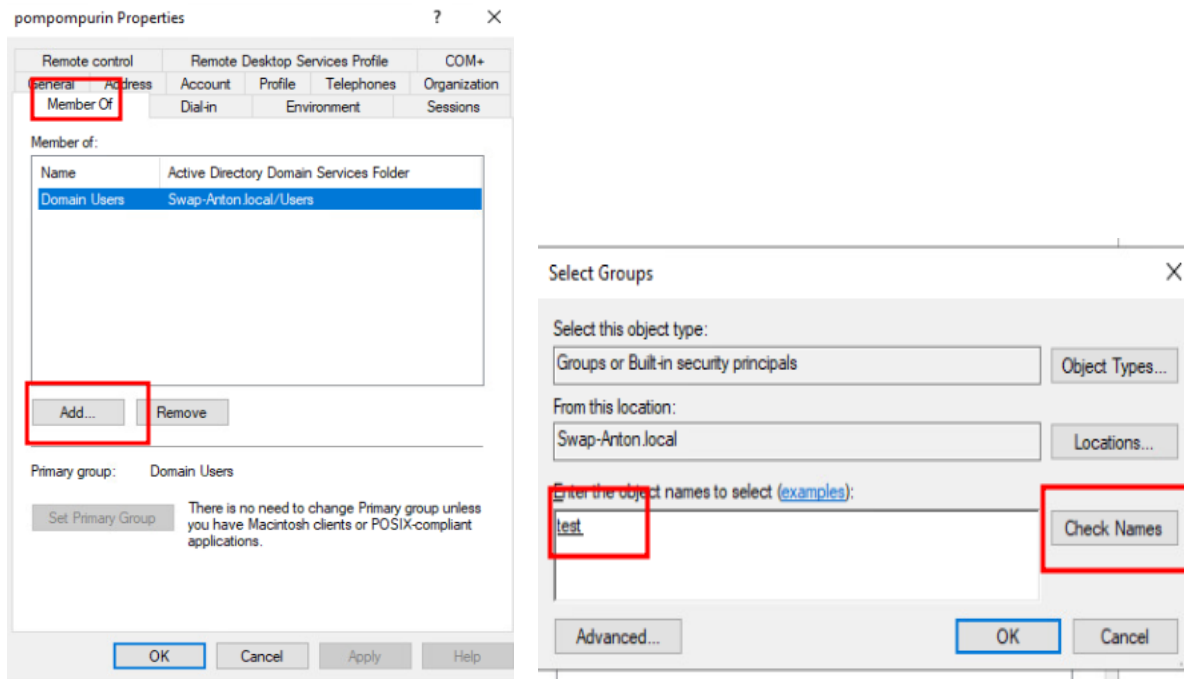 pompompurin Properties
?
Remote control Remote Desktop Services Profile COM+
General Address Account Profile Telephones Organization
Member Of Dial-in Environment Sessions
Member of:
Name Active Directory Domain Services Folder
Domain Users Swap-Anton.local/Users
Add... Remove
Primary group: Domain Users
Set Primary Group
There is no need to change Primary group unless
you have Macintosh clients or POSIX-compliant
applications.
OK Cancel Apply Help
Select Groups
Select this object type:
Groups or Built-in security principals Object Types...
From this location:
Swap-Anton.local Locations...
Enter the object names to select (examples):
test Check Names
Advanced... OK Cancel